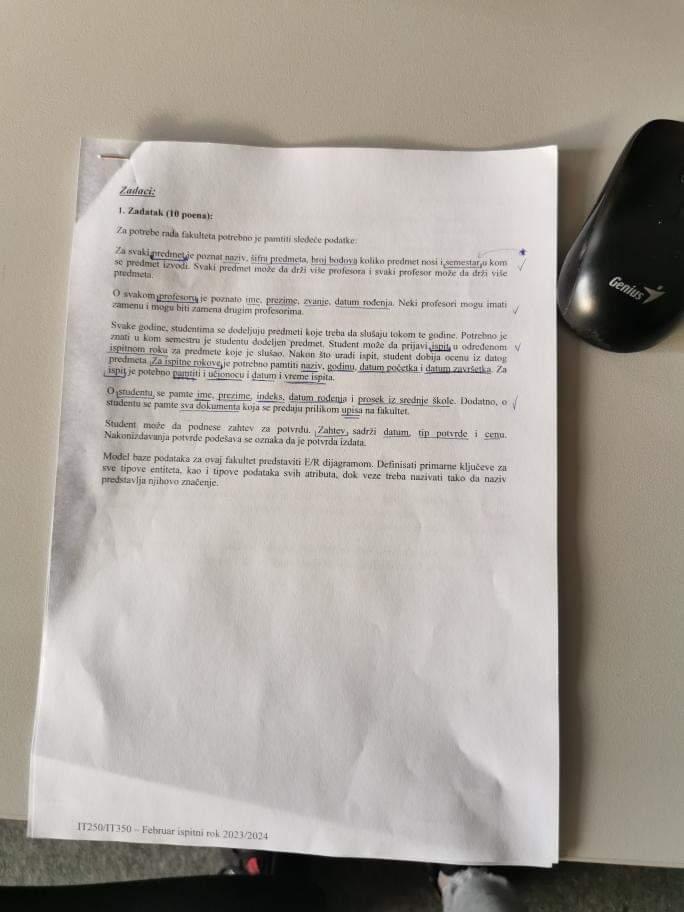 Zadaci:
1. Zadatak (10 poena):
Za potrebe rada fakulteta potrebno je pamtiti sledeće podatke:
Za svaki predmet je poznat naziv, šifra predmeta, broj bodova koliko predmet nosi i semestar u kom
se predmet izvodi. Svaki predmet može da drži više profesora i svaki profesor može da drži više
predmeta.
O svakom profesoru je poznato ime, prezime, zvanje, datum rođenja. Neki profesori mogu imati
zamenu i mogu biti zamena drugim profesorima.
Svake godine, studentima se dodeljuju predmeti koje treba da slušaju tokom te godine. Potrebno je
znati u kom semestru je studentu dodeljen predmet. Student može da prijavi ispit u određenom
ispitnom roku za predmete koje je slušao. Nakon što uradi ispit, student dobija ocenu iz datog
predmeta. Za ispitne rokove je potrebno pamtiti naziv, godinu, datum početka i datum završetka. Za
ispit je potebno pamtiti i učionocu i datum i vreme ispita.
O studentu se pamte ime, prezime, indeks, datum rođenja i prosek iz srednje škole. Dodatno, o
studentu se pamte sva dokumenta koja se predaju prilikom upisa na fakultet.
Student može da podnese zahtev za potvrdu. Zahtev sadrži datum, tip potvrde i cenu.
Nakonizdavanja potvrde podešava se oznaka da je potvrda izdata.
Model baze podataka za ovaj fakultet predstaviti E/R dijagramom. Definisati primarne ključeve za
sve tipove entiteta, kao i tipove podataka svih atributa, dok veze treba nazivati tako da naziv
predstavlja njihovo značenje.
IT250/IT350 – Februar ispitni rok 2023/2024
Genius